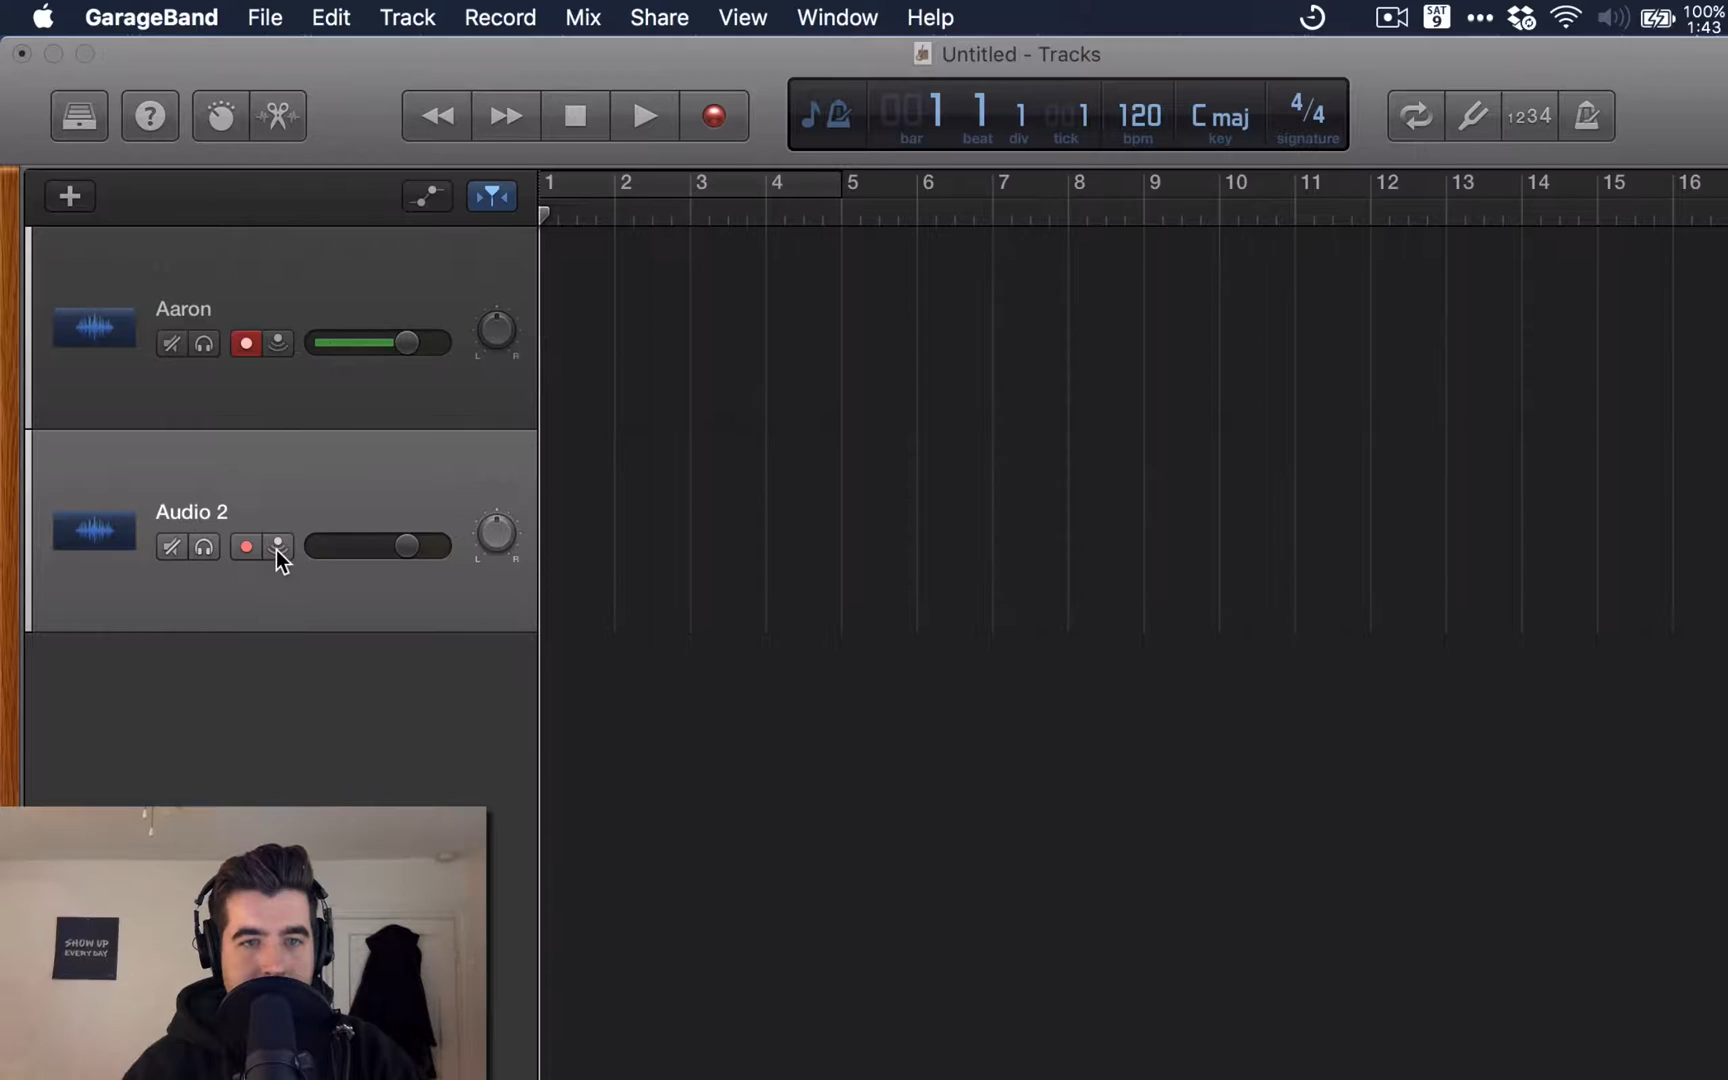 GarageBand File Edit Track Record Mix Share View Window Help SAT 9 100% 1:43
Untitled - Tracks
1 1 1 1 120 C maj 4/4
bar beat div tick bpm key signature
1234
1 2 3 4 5 6 7 8 9 10 11 12 13 14 15 16
Aaron
L R
Audio 2
L R
SHOW UP
EVERY DAY